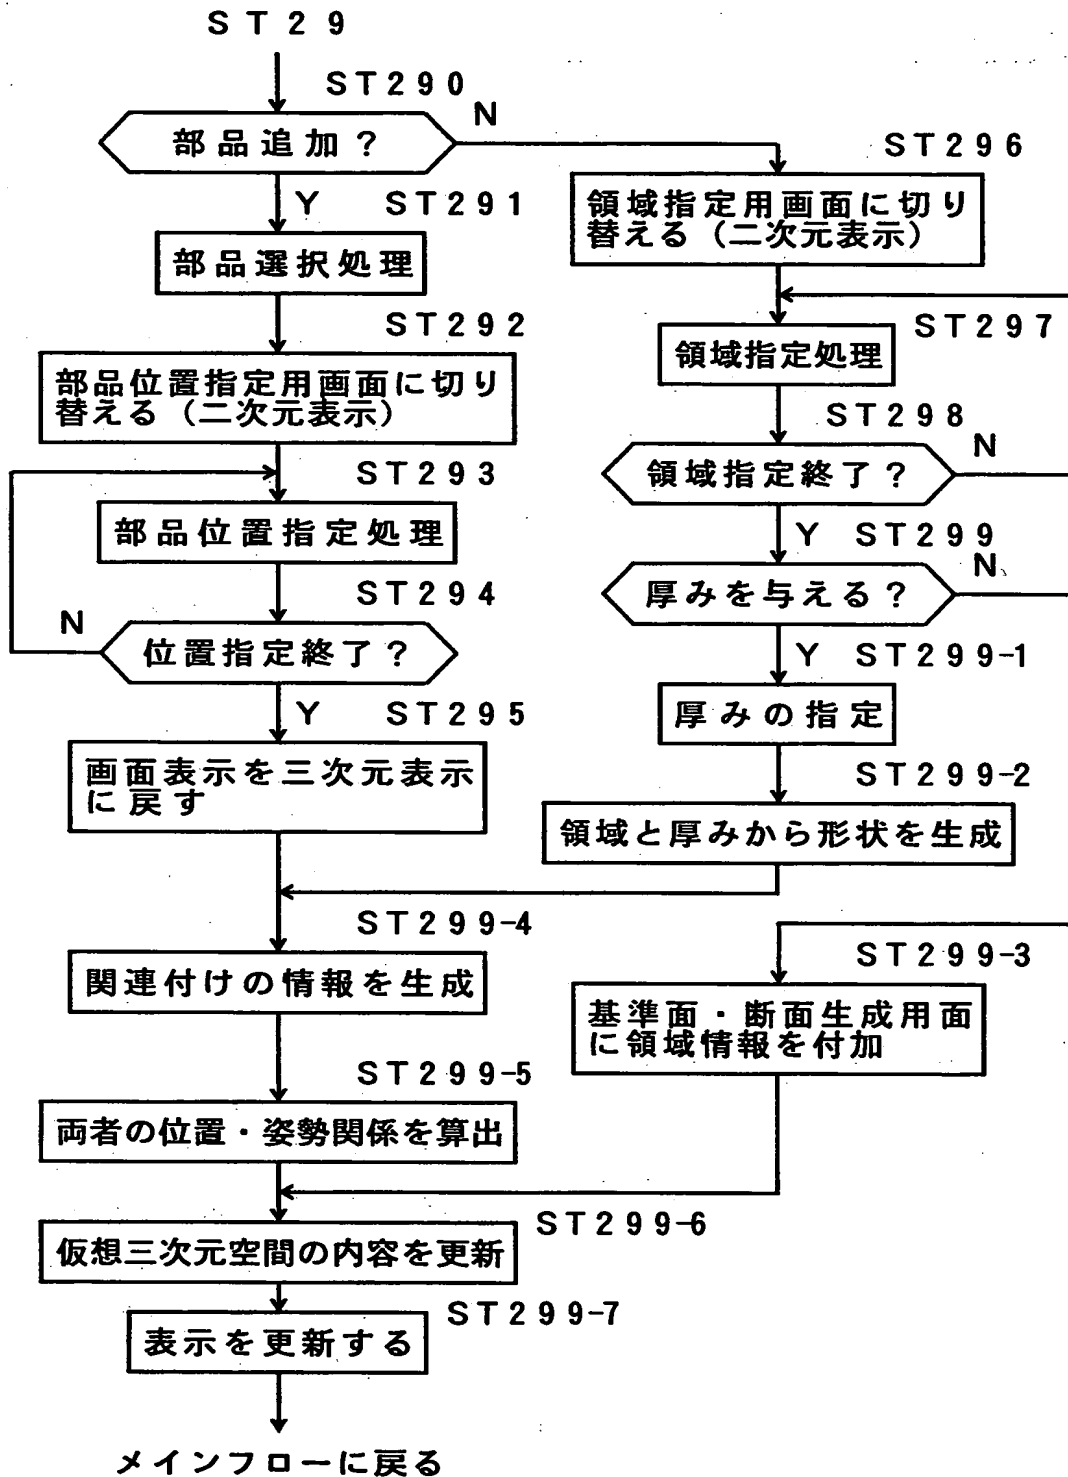 ST29
ST290
部品追加?
N
Y
ST291
部品選択処理
ST292
部品位置指定用画面に切り
替える(二次元表示)
ST293
部品位置指定処理
ST294
N
位置指定終了?
Y
ST295
画面表示を三次元表示
に戻す
ST296
領域指定用画面に切り
替える(二次元表示)
ST297
領域指定処理
ST298
領域指定終了?
N
Y
ST299
厚みを与える?
N
Y
ST299-1
厚みの指定
ST299-2
領域と厚みから形状を生成
ST299-3
基準面・断面生成用面
に領域情報を付加
ST299-4
関連付けの情報を生成
ST299-5
両者の位置・姿勢関係を算出
ST299-6
仮想三次元空間の内容を更新
ST299-7
表示を更新する
メインフローに戻る